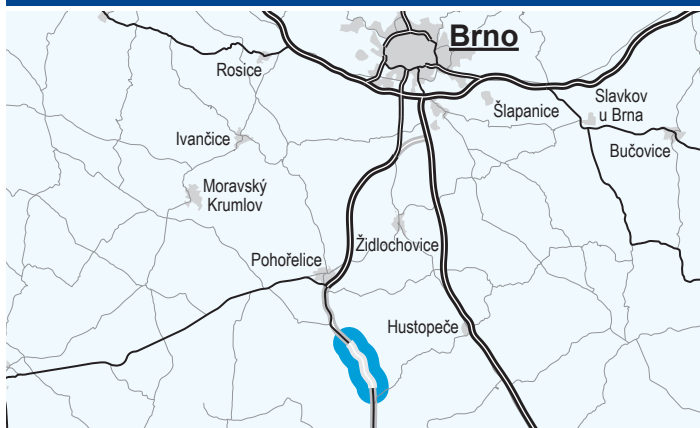 Brno
Rosice
Šlapanice
Slavkov
u Brna
Ivančice
Bučovice
Moravský
Krumlov
Židlochovice
Pohořelice
Hustopeče